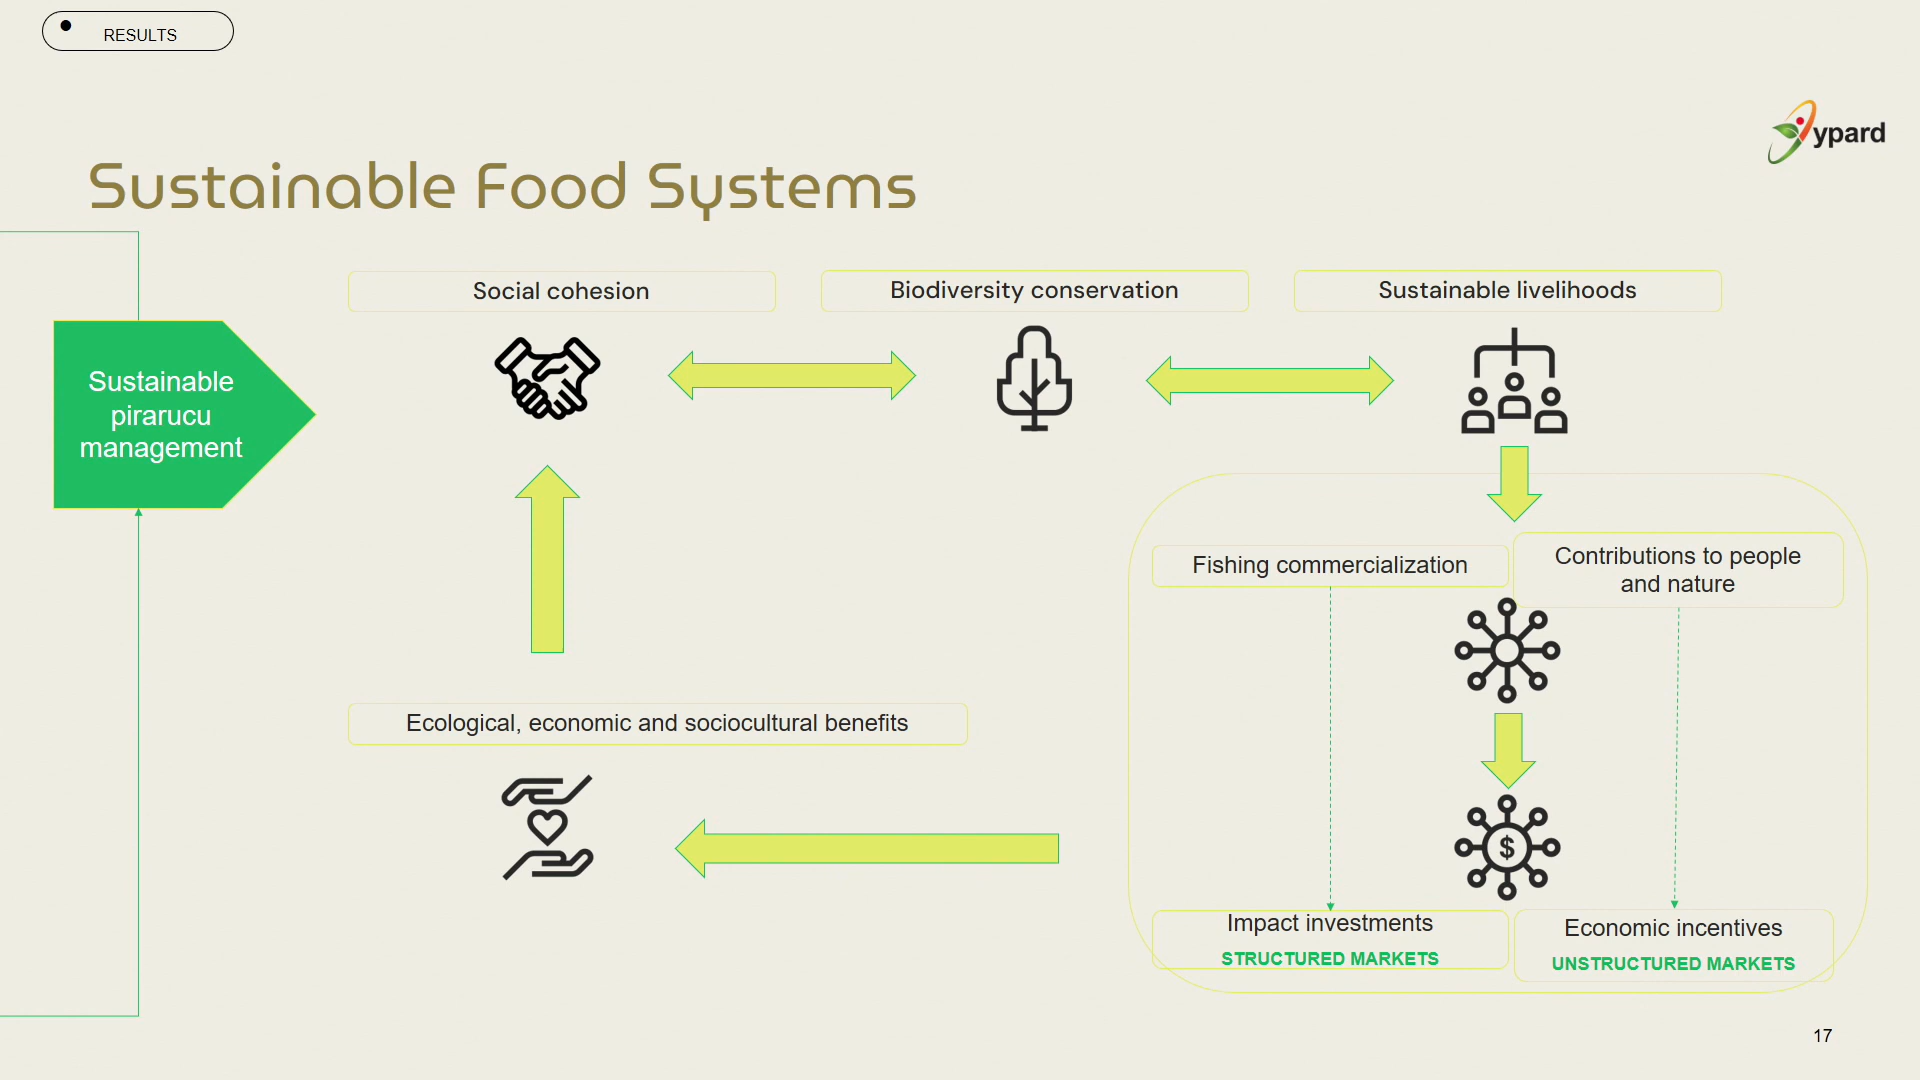 RESULTS
ypard
Sustainable Food Systems
Social cohesion
Biodiversity conservation
Sustainable livelihoods
Sustainable
pirarucu
management
Fishing commercialization
Contributions to people
and nature
Ecological, economic and sociocultural benefits
$
Impact investments
STRUCTURED MARKETS
Economic incentives
UNSTRUCTURED MARKETS
17